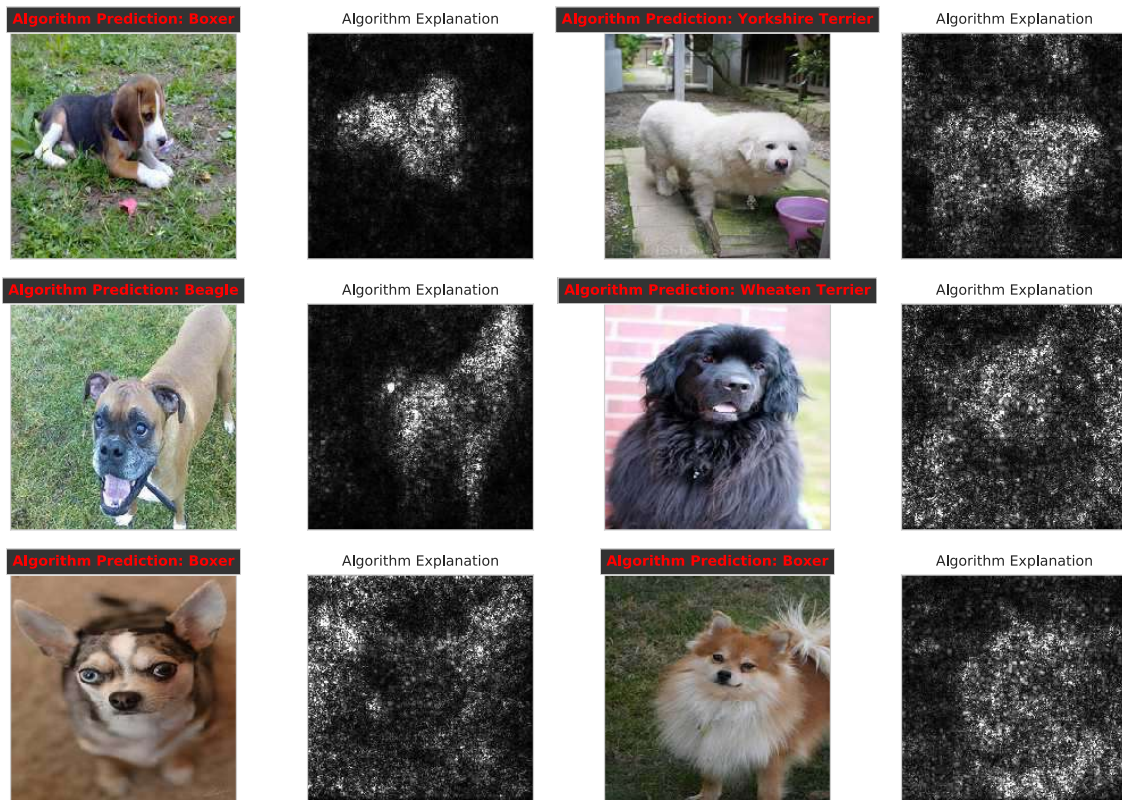 Algorithm Prediction: Boxer
Algorithm Explanation
Algorithm Prediction: Yorkshire Terrier
Algorithm Explanation
Algorithm Prediction: Beagle
Algorithm Explanation
Algorithm Prediction: Wheaten Terrier
Algorithm Explanation
Algorithm Prediction: Boxer
Algorithm Explanation
Algorithm Prediction: Boxer
Algorithm Explanation